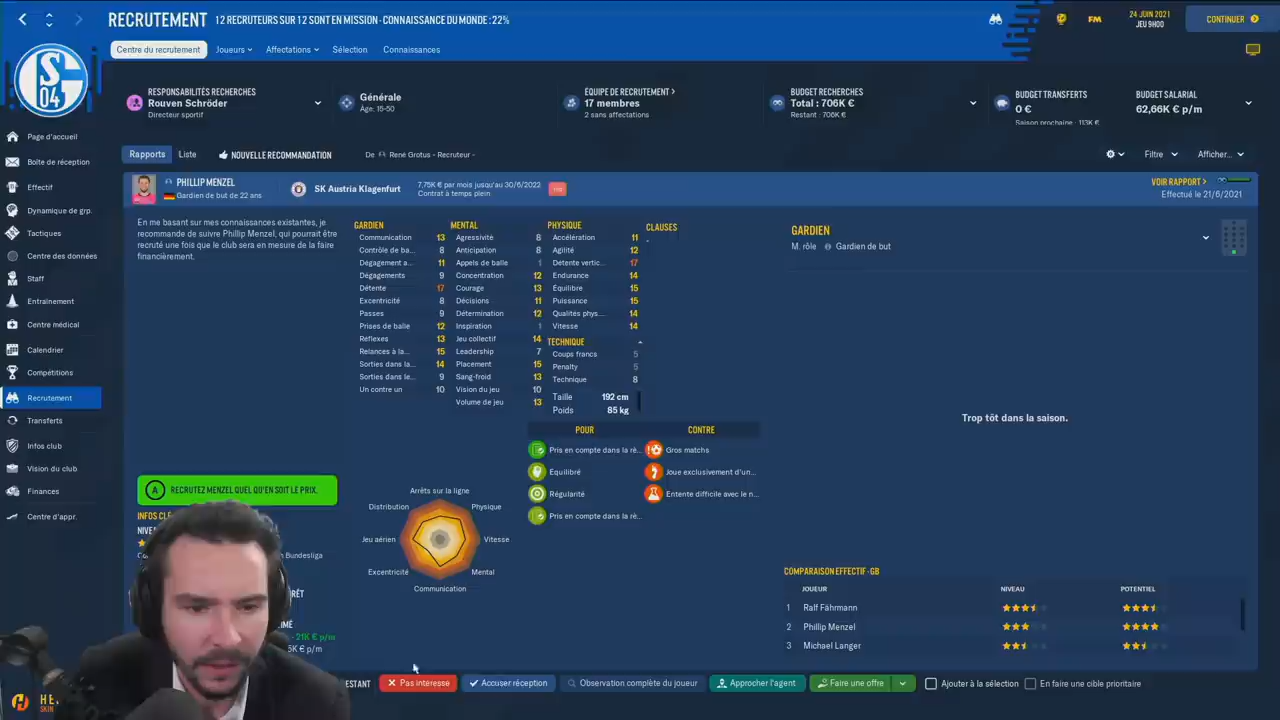 RECRUTEMENT
12 RECRUTEURS SUR 12 SONT EN MISSION - CONNAISSANCE DU MONDE : 22%
FM
24 JUIN 2021
JEU 9H00
CONTINUER
Centre du recrutement
Joueurs
Affectations
Sélection
Connaissances
S04
RESPONSABILITÉS RECHERCHES
Rouven Schröder
Directeur sportif
Générale
Âge: 15-50
ÉQUIPE DE RECRUTEMENT >
17 membres
2 sans affectations
BUDGET RECHERCHES
Total : 706K €
Restant : 706K €
BUDGET TRANSFERTS
0 €
Saison prochaine : 113K €
BUDGET SALARIAL
62,66K € p/m
Page d'accueil
Boîte de réception
Effectif
Dynamique de grp.
Tactiques
Centre des données
Staff
Entraînement
Centre médical
Calendrier
Compétitions
Recrutement
Transferts
Infos club
Vision du club
Finances
Centre d'appr.
Rapports
Liste
NOUVELLE RECOMMANDATION
De René Grotus - Recruteur -
Filtre
Afficher...
PHILLIP MENZEL
Gardien de but de 22 ans
SK Austria Klagenfurt
7,75K € par mois jusqu'au 30/6/2022
Contrat à temps plein
VOIR RAPPORT >
Effectué le 21/6/2021
En me basant sur mes connaissances existantes, je
recommande de suivre Phillip Menzel, qui pourrait être
recruté une fois que le club sera en mesure de la faire
financièrement.
GARDIEN
Communication 13
Contrôle de ba... 8
Dégagement a... 11
Dégagements 9
Détente 17
Excentricité 8
Passes 9
Prises de balle 12
Réflexes 13
Relances à la... 15
Sorties dans la... 14
Sorties dans le... 9
Un contre un 10
MENTAL
Agressivité 8
Anticipation 8
Appels de balle 1
Concentration 12
Courage 13
Décisions 11
Détermination 12
Inspiration 1
Jeu collectif 14
Leadership 7
Placement 15
Sang-froid 13
Vision du jeu 10
Volume de jeu 13
PHYSIQUE
Accélération 11
Agilité 12
Détente vertic... 17
Endurance 14
Équilibre 15
Puissance 15
Qualités phys... 14
Vitesse 14
TECHNIQUE
Coups francs 5
Penalty 5
Technique 8
Taille 192 cm
Poids 85 kg
CLAUSES
-
GARDIEN
M. rôle Gardien de but
Trop tôt dans la saison.
POUR
Pris en compte dans la rè...
Équilibré
Régularité
Pris en compte dans la rè...
CONTRE
Gros matchs
Joue exclusivement d'un...
Entente difficile avec le n...
A RECRUTEZ MENZEL QUEL QU'EN SOIT LE PRIX.
INFOS CL
NIVE
Bundesliga
- 21K € p/m
5K € p/m
Arrêts sur la ligne
Physique
Vitesse
Mental
Communication
Excentricité
Jeu aérien
Distribution
COMPARAISON EFFECTIF - GB
JOUEUR NIVEAU POTENTIEL
1 Ralf Fährmann
2 Phillip Menzel
3 Michael Langer
ESTANT
Pas intéressé
Accuser réception
Observation complète du joueur
Approcher l'agent
Faire une offre
Ajouter à la sélection
En faire une cible prioritaire